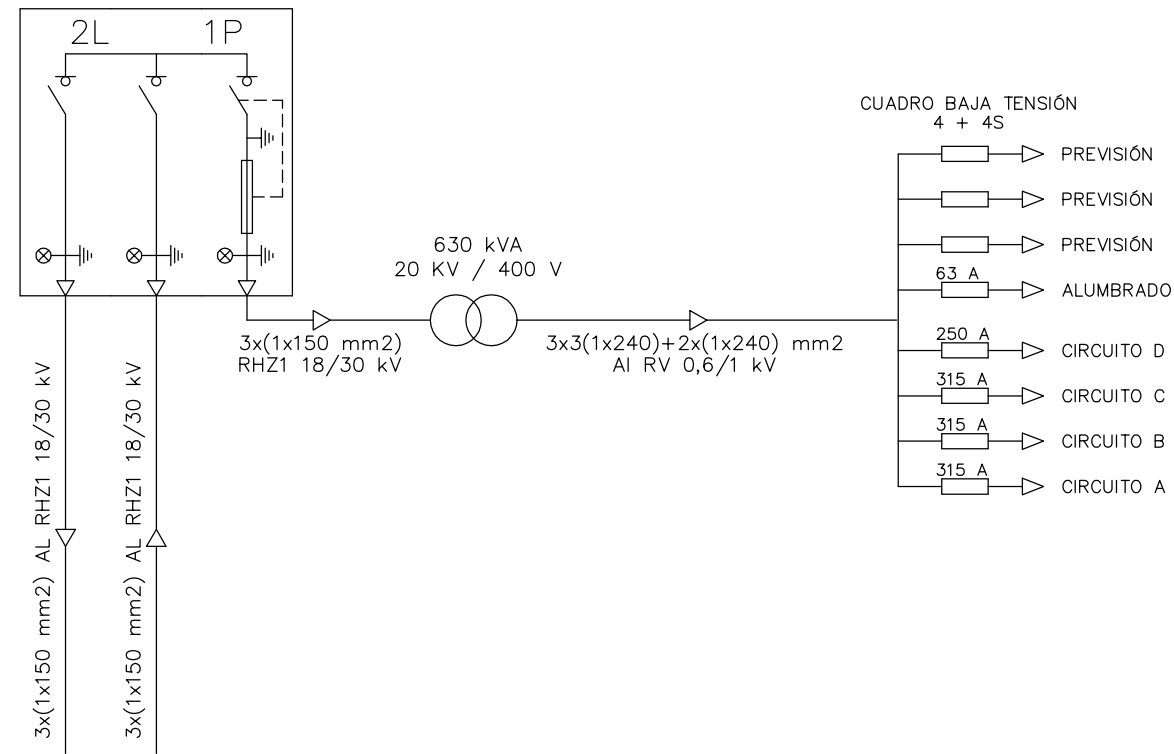 2L
1P
CUADRO BAJA TENSIÓN
4 + 4S
PREVISIÓN
PREVISIÓN
PREVISIÓN
63 A
ALUMBRADO
250 A
CIRCUITO D
315 A
CIRCUITO C
315 A
CIRCUITO B
315 A
CIRCUITO A
630 kVA
20 KV / 400 V
3x(1x150 mm2)
RHZ1 18/30 kV
3x3(1x240)+2x(1x240) mm2
Al RV 0,6/1 kV
3x(1x150 mm2) AL RHZ1 18/30 kV
3x(1x150 mm2) AL RHZ1 18/30 kV